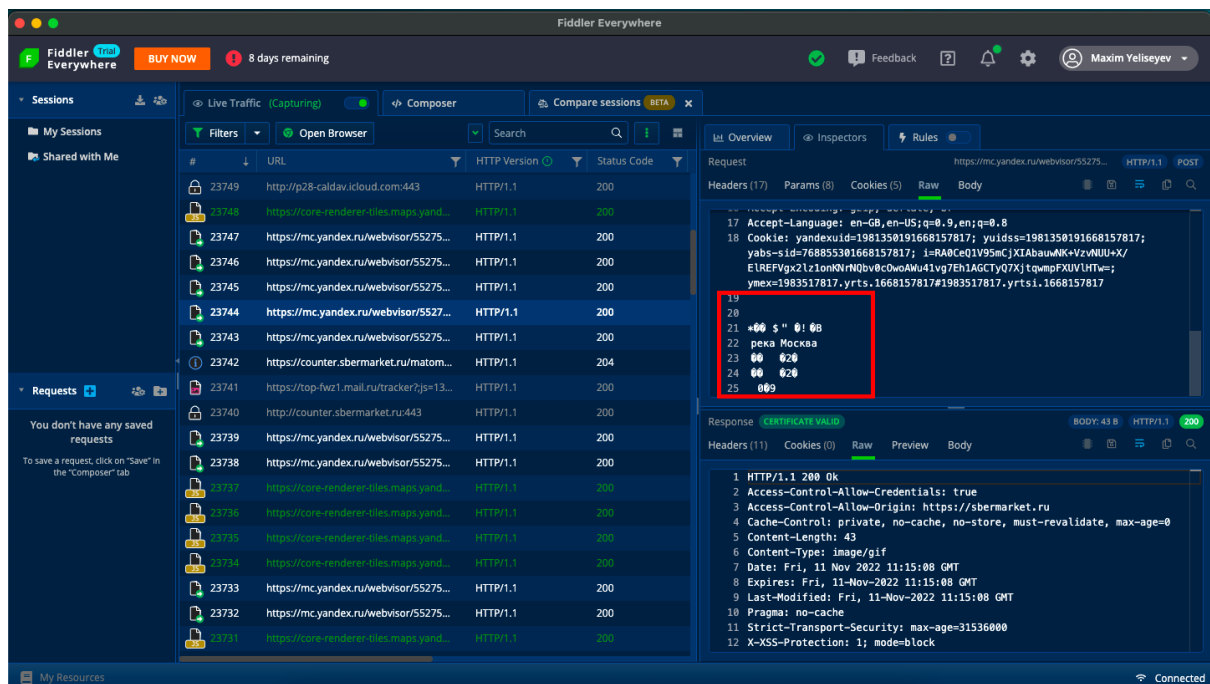 Fiddler Everywhere
Fiddler Trial
Everywhere
BUY NOW
8 days remaining
Feedback
Maxim Yeliseyev
Sessions
My Sessions
Shared with Me
Requests
You don't have any saved
requests
To save a request, click on "Save" in
the "Composer" tab
Live Traffic (Capturing)
Composer
Compare sessions BETA
Filters
Open Browser
Search
# URL HTTP Version Status Code
23749 http://p28-caldav.icloud.com:443 HTTP/1.1 200
23748 https://core-renderer-tiles.maps.yand... HTTP/1.1 200
23747 https://mc.yandex.ru/webvisor/55275... HTTP/1.1 200
23746 https://mc.yandex.ru/webvisor/55275... HTTP/1.1 200
23745 https://mc.yandex.ru/webvisor/55275... HTTP/1.1 200
23744 https://mc.yandex.ru/webvisor/5527... HTTP/1.1 200
23743 https://mc.yandex.ru/webvisor/55275... HTTP/1.1 200
23742 https://counter.sbermarket.ru/matom... HTTP/1.1 204
23741 https://top-fwz1.mail.ru/tracker?;js=13... HTTP/1.1 200
23740 http://counter.sbermarket.ru:443 HTTP/1.1 200
23739 https://mc.yandex.ru/webvisor/55275... HTTP/1.1 200
23738 https://mc.yandex.ru/webvisor/55275... HTTP/1.1 200
23737 https://core-renderer-tiles.maps.yand... HTTP/1.1 200
23736 https://core-renderer-tiles.maps.yand... HTTP/1.1 200
23735 https://core-renderer-tiles.maps.yand... HTTP/1.1 200
23734 https://core-renderer-tiles.maps.yand... HTTP/1.1 200
23733 https://mc.yandex.ru/webvisor/55275... HTTP/1.1 200
23732 https://mc.yandex.ru/webvisor/55275... HTTP/1.1 200
23731 https://core-renderer-tiles.maps.yand... HTTP/1.1 200
Overview Inspectors Rules
Request https://mc.yandex.ru/webvisor/55275... HTTP/1.1 POST
Headers (17) Params (8) Cookies (5) Raw Body
17 Accept-Language: en-GB,en-US;q=0.9,en;q=0.8
18 Cookie: yandexuid=1981350191668157817; yuidss=1981350191668157817;
yabs-sid=768855301668157817; i=RA0CeQ1V95mCjXIAbauwNK+VzvNUU+X/
ElREFVgx2lz1onKNrNQbv0cOwoAWu41vg7Eh1AGCTyQ7XjtqwmpFXUVlHTw=;
ymex=1983517817.yrts.1668157817#1983517817.yrtsi.1668157817
19
20
21 *�� $ " �! �B
22 река Москва
23 �� �2�
24 �� �2�
25 0�9
Response CERTIFICATE VALID BODY: 43 B HTTP/1.1 200
Headers (11) Cookies (0) Raw Preview Body
1 HTTP/1.1 200 Ok
2 Access-Control-Allow-Credentials: true
3 Access-Control-Allow-Origin: https://sbermarket.ru
4 Cache-Control: private, no-cache, no-store, must-revalidate, max-age=0
5 Content-Length: 43
6 Content-Type: image/gif
7 Date: Fri, 11 Nov 2022 11:15:08 GMT
8 Expires: Fri, 11-Nov-2022 11:15:08 GMT
9 Last-Modified: Fri, 11-Nov-2022 11:15:08 GMT
10 Pragma: no-cache
11 Strict-Transport-Security: max-age=31536000
12 X-XSS-Protection: 1; mode=block
My Resources
Connected